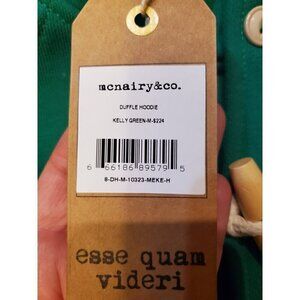 mcnairy&co.
DUFFLE HOODIE
KELLY GREEN-M-$224
6 66186 89579 5
8-DH-M-10323-MEKE-H
esse quam
videri